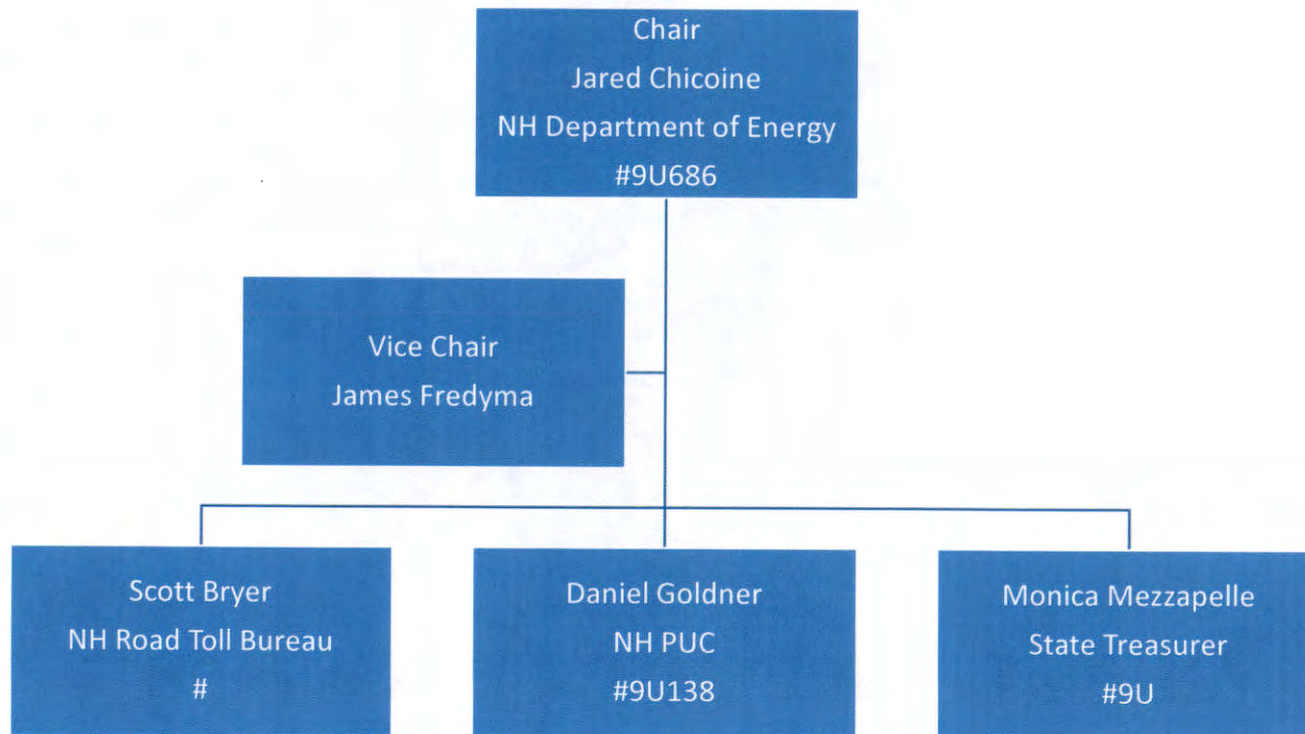 Chair
Jared Chicoine
NH Department of Energy
#9U686
Vice Chair
James Fredyma
Scott Bryer
NH Road Toll Bureau
#
Daniel Goldner
NH PUC
#9U138
Monica Mezzapelle
State Treasurer
#9U